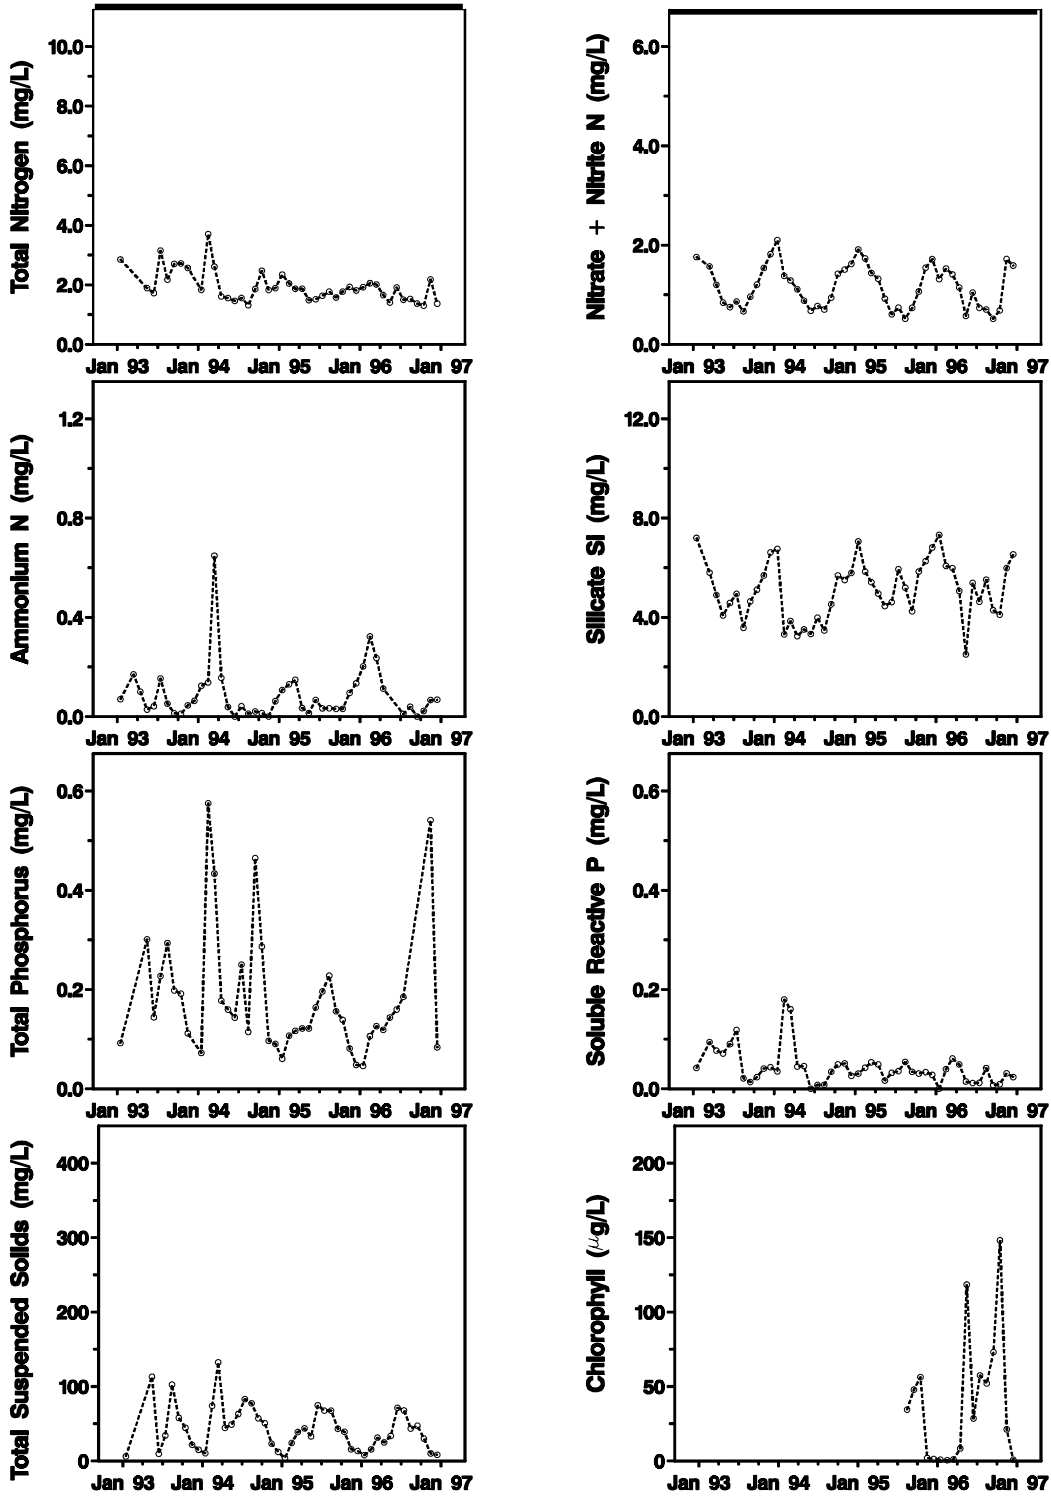 Total Nitrogen (mg/L)
10.0
8.0
6.0
4.0
2.0
0.0
Jan 93 Jan 94 Jan 95 Jan 96 Jan 97
Nitrate + Nitrite N (mg/L)
6.0
4.0
2.0
0.0
Jan 93 Jan 94 Jan 95 Jan 96 Jan 97
Ammonium N (mg/L)
1.2
0.8
0.4
0.0
Jan 93 Jan 94 Jan 95 Jan 96 Jan 97
Silicate Si (mg/L)
12.0
8.0
4.0
0.0
Jan 93 Jan 94 Jan 95 Jan 96 Jan 97
Total Phosphorus (mg/L)
0.6
0.4
0.2
0.0
Jan 93 Jan 94 Jan 95 Jan 96 Jan 97
Soluble Reactive P (mg/L)
0.6
0.4
0.2
0.0
Jan 93 Jan 94 Jan 95 Jan 96 Jan 97
Total Suspended Solids (mg/L)
400
300
200
100
0
Jan 93 Jan 94 Jan 95 Jan 96 Jan 97
Chlorophyll (μg/L)
200
150
100
50
0
Jan 93 Jan 94 Jan 95 Jan 96 Jan 97